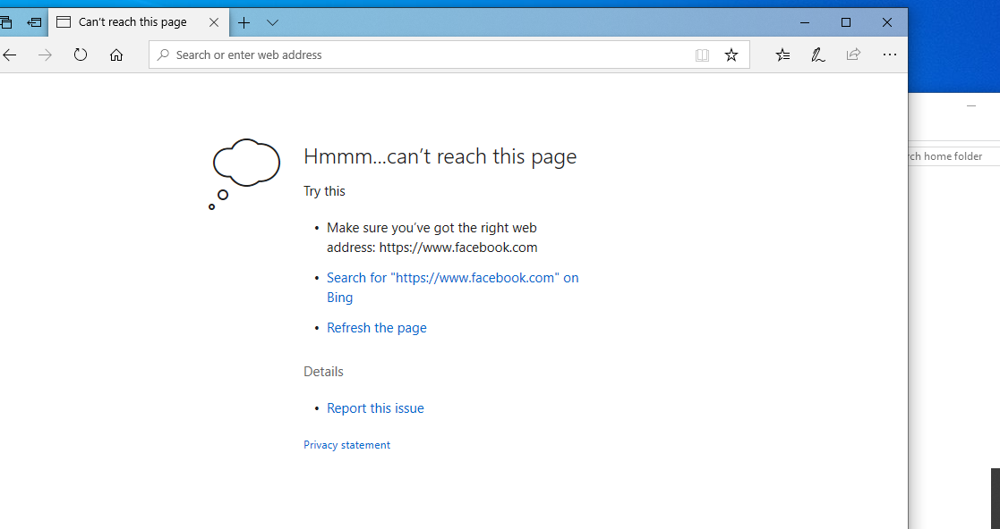 Can't reach this page
Search or enter web address
home folder
Hmmm...can't reach this page
Try this
• Make sure you've got the right web
address: https://www.facebook.com
• Search for "https://www.facebook.com" on
Bing
• Refresh the page
Details
• Report this issue
Privacy statement